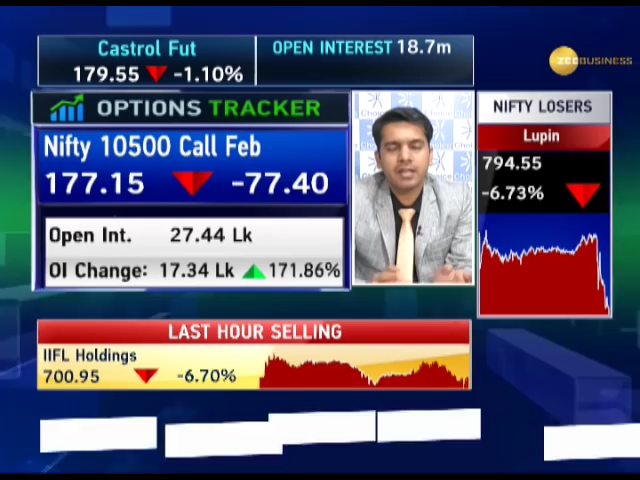 Castrol Fut
179.55 -1.10%
OPEN INTEREST 18.7m
ZEEBUSINESS
OPTIONS TRACKER
Nifty 10500 Call Feb
177.15 -77.40
Open Int. 27.44 Lk
OI Change: 17.34 Lk 171.86%
NIFTY LOSERS
Lupin
794.55
-6.73%
LAST HOUR SELLING
IIFL Holdings
700.95 -6.70%